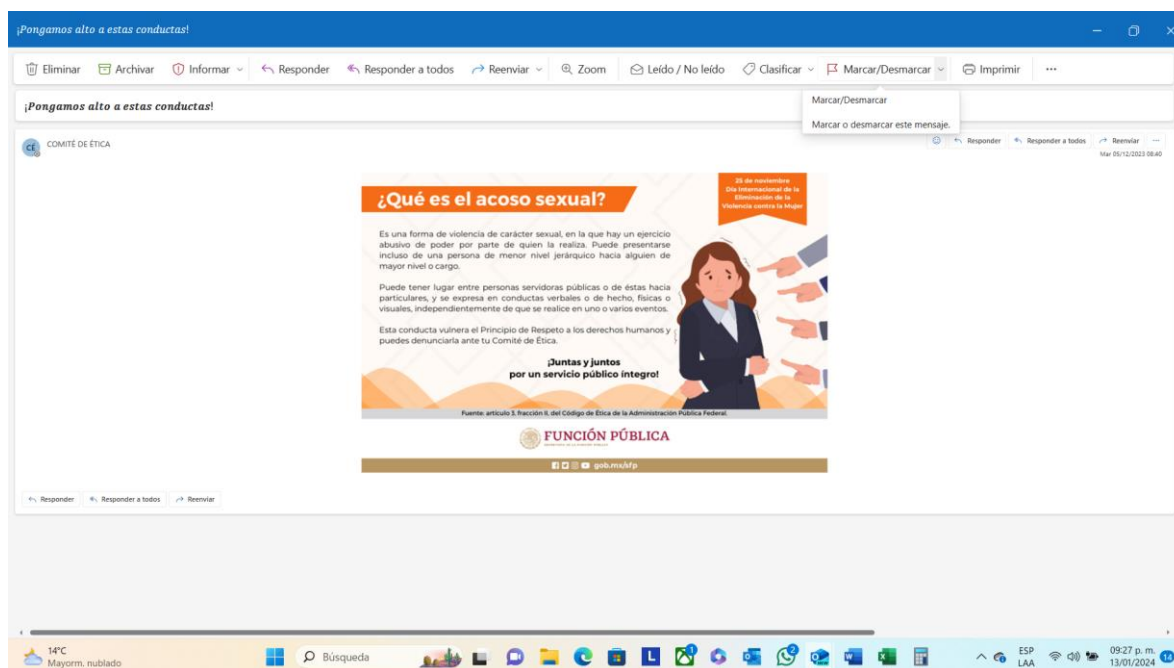 ¡Pongamos alto a estas conductas!
Eliminar Archivar Informar Responder Responder a todos Reenviar Zoom Leído / No leído Clasificar Marcar/Desmarcar Imprimir ...
¡Pongamos alto a estas conductas!
Marcar/Desmarcar
Marcar o desmarcar este mensaje.
CÉ COMITÉ DE ÉTICA
Responder Responder a todos Reenviar ...
Mar 05/12/2023 08:40
¿Qué es el acoso sexual?
25 de noviembre
Día Internacional de la
Eliminación de la
Violencia contra la Mujer
Es una forma de violencia de carácter sexual, en la que hay un ejercicio
abusivo de poder por parte de quien la realiza. Puede presentarse
incluso de una persona de menor nivel jerárquico hacia alguien de
mayor nivel o cargo.
Puede tener lugar entre personas servidoras públicas o de éstas hacia
particulares, y se expresa en conductas verbales o de hecho, físicas o
visuales, independientemente de que se realice en uno o varios eventos.
Esta conducta vulnera el Principio de Respeto a los derechos humanos y
puedes denunciarla ante tu Comité de Ética.
¡Juntas y juntos
por un servicio público íntegro!
Fuente: artículo 3, fracción II, del Código de Ética de la Administración Pública Federal.
FUNCIÓN PÚBLICA
gob.mx/sfp
Responder Responder a todos Reenviar
14°C
Mayorm. nublado
Búsqueda
ESP
LAA
09:27 p. m.
13/01/2024
14